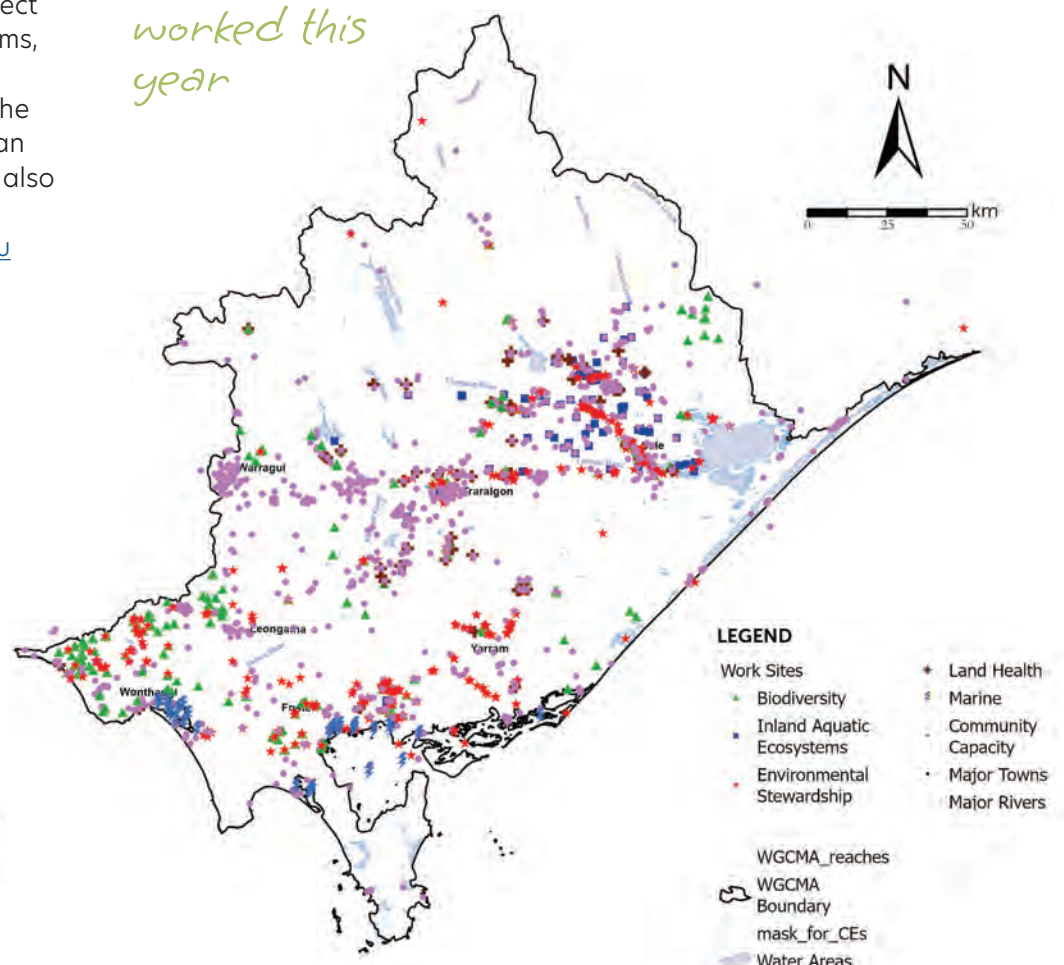 worked this
year
ms,
he
an
also
u
N
km
0 25 50
Warragul
Traralgon
Leongatha
Yarram
Wonthaggi
LEGEND
Work Sites
Biodiversity
Inland Aquatic
Ecosystems
Environmental
Stewardship
WGCMA_reaches
WGCMA
Boundary
mask_for_CEs
Water Areas
Land Health
Marine
Community
Capacity
Major Towns
Major Rivers